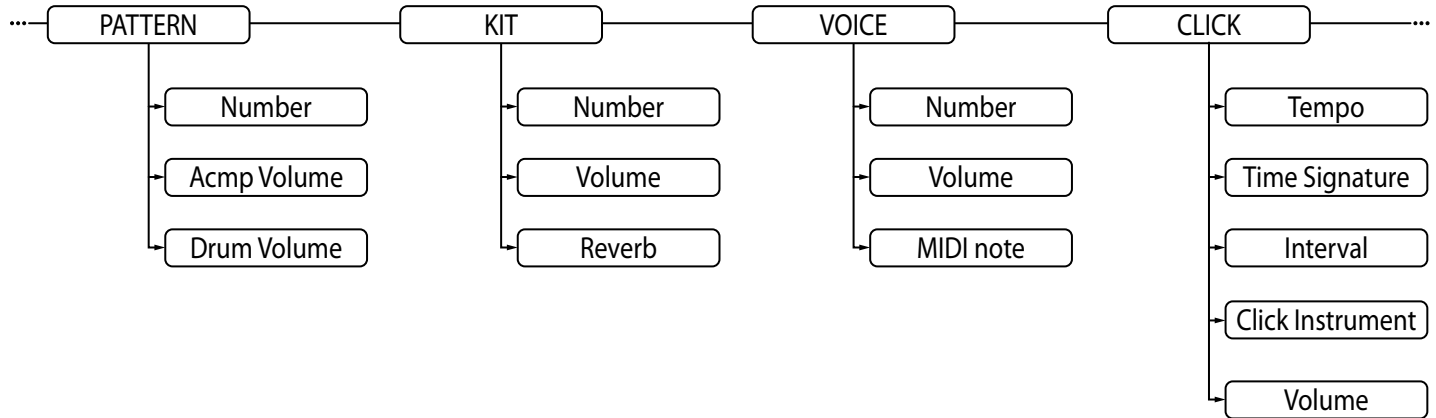 ... PATTERN KIT VOICE CLICK ...
Number Number Number Tempo
Acmp Volume Volume Volume Time Signature
Drum Volume Reverb MIDI note Interval
Click Instrument
Volume